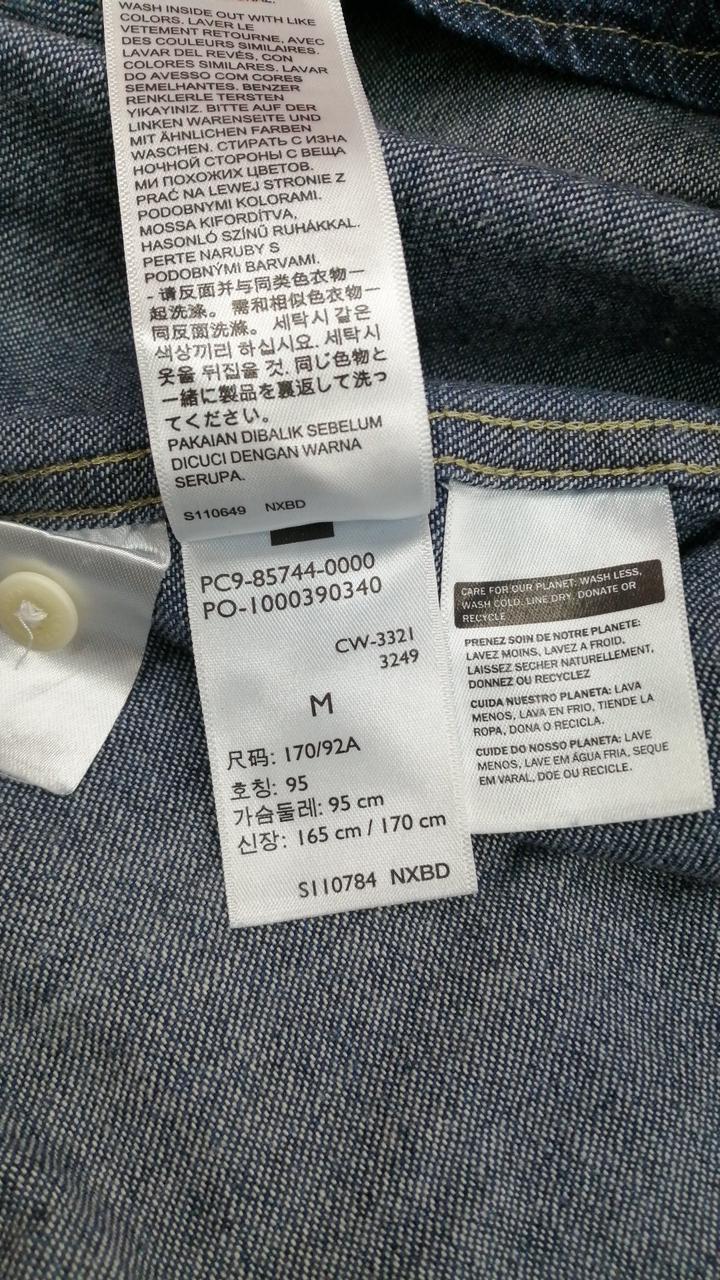 WASH INSIDE OUT WITH LIKE
COLORS. LAVER LE
VETEMENT RETOURNE, AVEC
DES COULEURS SIMILAIRES.
LAVAR DEL REVÉS, CON
COLORES SIMILARES. LAVAR
DO AVESSO COM CORES
SEMELHANTES. BENZER
RENKLERLE TERSTEN
YIKAYINIZ. BITTE AUF DER
LINKEN WARENSEITE UND
MIT ÄHNLICHEN FARBEN
WASCHEN. СТИРАТЬ С ИЗНА
НОЧНОЙ СТОРОНЫ С ВЕЩА
МИ ПОХОЖИХ ЦВЕТОВ.
PRAĆ NA LEWEJ STRONIE Z
PODOBNYMI KOLORAMI.
MOSSA KIFORDÍTVA,
HASONLÓ SZÍNŰ RUHÁKKAL.
PERTE NARUBY S
PODOBNÝMI BARVAMI.
- 请反面并与同类色衣物一
起洗涤。 需和相似色衣物一
同反面洗滌。 세탁시 같은
색상끼리 하십시요. 세탁시
옷을 뒤집을 것. 同じ色物と
一緒に製品を裏返して洗っ
てください。
PAKAIAN DIBALIK SEBELUM
DICUCI DENGAN WARNA
SERUPA.
S110649 NXBD
PC9-85744-0000
PO-1000390340
CW-3321
3249
M
尺码: 170/92A
호칭: 95
가슴둘레: 95 cm
신장: 165 cm / 170 cm
S110784 NXBD
CARE FOR OUR PLANET: WASH LESS,
WASH COLD, LINE DRY, DONATE OR
RECYCLE
PRENEZ SOIN DE NOTRE PLANETE:
LAVEZ MOINS, LAVEZ A FROID,
LAISSEZ SECHER NATURELLEMENT,
DONNEZ OU RECYCLEZ
CUIDA NUESTRO PLANETA: LAVA
MENOS, LAVA EN FRIO, TIENDE LA
ROPA, DONA O RECICLA.
CUIDE DO NOSSO PLANETA: LAVE
MENOS, LAVE EM ÁGUA FRIA, SEQUE
EM VARAL, DOE OU RECICLE.